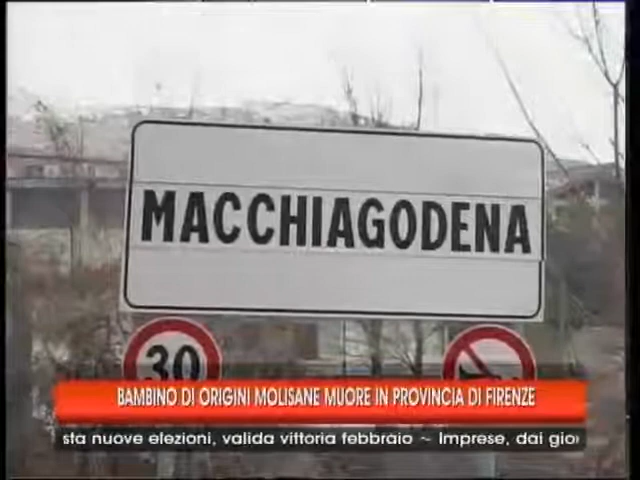 MACCHIAGODENA
30
BAMBINO DI ORIGINI MOLISANE MUORE IN PROVINCIA DI FIRENZE
sta nuove elezioni, valida vittoria febbraio ~ Imprese, dai gior